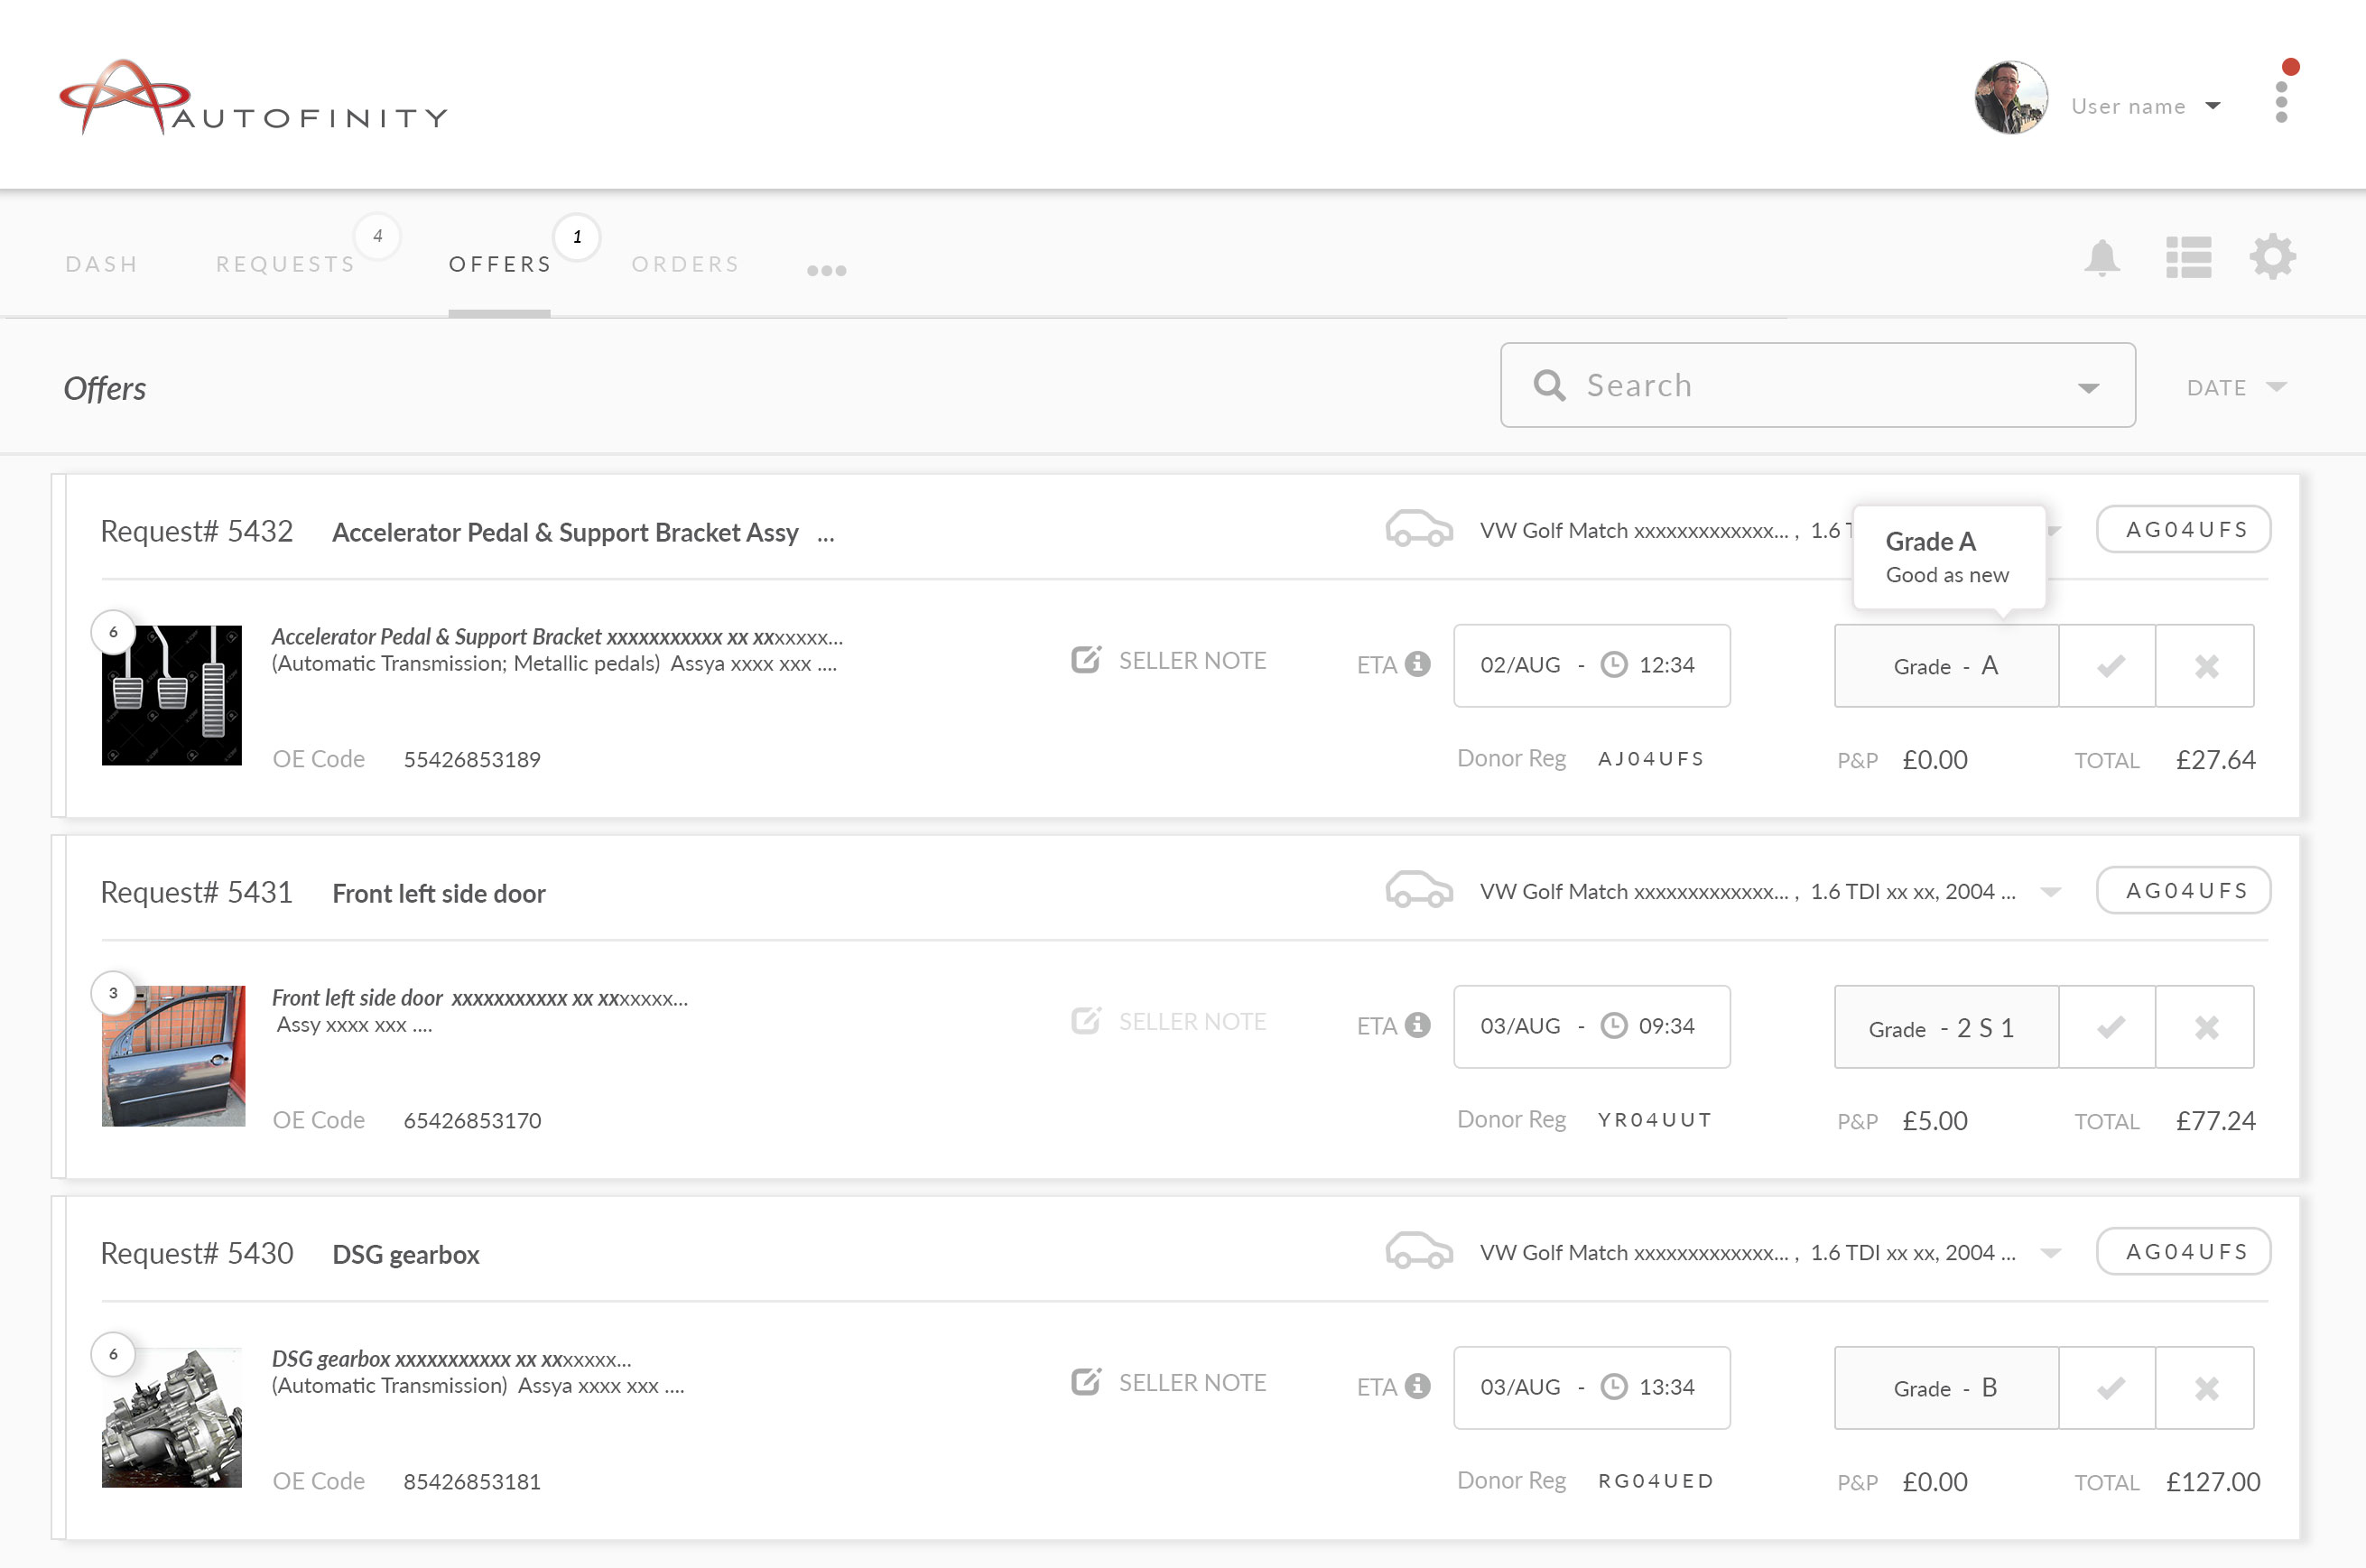 AUTOFINITY
User name
DASH REQUESTS 4 OFFERS 1 ORDERS
Offers
Search
DATE
Request# 5432 Accelerator Pedal & Support Bracket Assy ...
VW Golf Match xxxxxxxxxxxxx... , 1.6 T
AG04UFS
Grade A
Good as new
6
Accelerator Pedal & Support Bracket xxxxxxxxxxx xx xxxxxxx...
(Automatic Transmission; Metallic pedals) Assya xxxx xxx ....
SELLER NOTE
ETA 02/AUG - 12:34
Grade - A
OE Code 55426853189
Donor Reg AJ04UFS
P&P £0.00 TOTAL £27.64
Request# 5431 Front left side door
VW Golf Match xxxxxxxxxxxxx... , 1.6 TDI xx xx, 2004 ...
AG04UFS
3
Front left side door xxxxxxxxxxx xx xxxxxxx...
Assy xxxx xxx ....
SELLER NOTE
ETA 03/AUG - 09:34
Grade - 2 S 1
OE Code 65426853170
Donor Reg YR04UUT
P&P £5.00 TOTAL £77.24
Request# 5430 DSG gearbox
VW Golf Match xxxxxxxxxxxxx... , 1.6 TDI xx xx, 2004 ...
AG04UFS
6
DSG gearbox xxxxxxxxxxx xx xxxxxxx...
(Automatic Transmission) Assya xxxx xxx ....
SELLER NOTE
ETA 03/AUG - 13:34
Grade - B
OE Code 85426853181
Donor Reg RG04UED
P&P £0.00 TOTAL £127.00